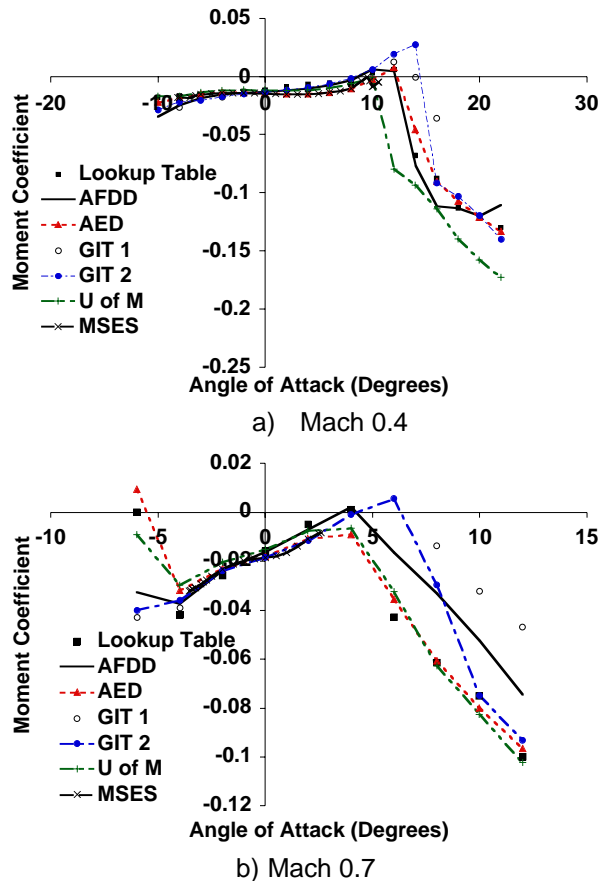 0.05
0
-20
-10
0
10
20
30
-0.05
-0.1
-0.15
-0.2
-0.25
Moment Coefficient
Lookup Table
AFDD
AED
GIT 1
GIT 2
U of M
MSES
Angle of Attack (Degrees)
a) Mach 0.4
0.02
0
-10
-5
0
5
10
15
-0.02
-0.04
-0.06
-0.08
-0.1
-0.12
Moment Coefficient
Lookup Table
AFDD
AED
GIT 1
GIT 2
U of M
MSES
Angle of Attack (Degrees)
b) Mach 0.7